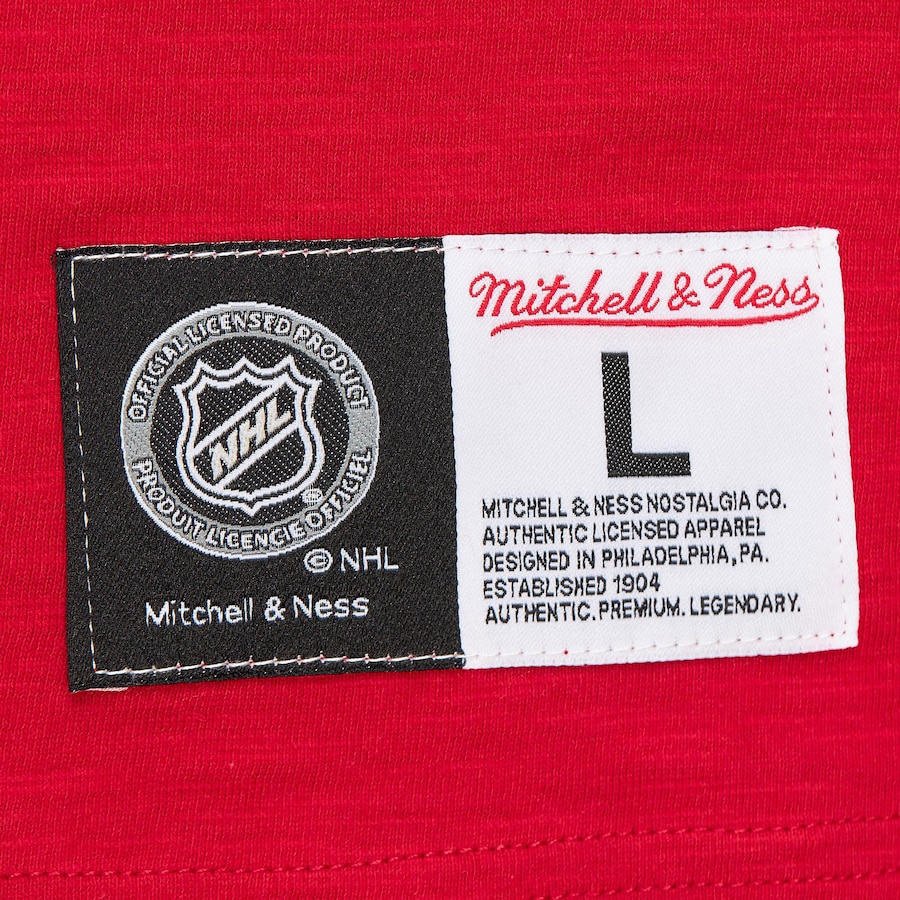 OFFICIAL LICENSED PRODUCT
NHL
®
PRODUIT LICENCIE OFFICIEL
© NHL
Mitchell & Ness
Mitchell & Ness
L
MITCHELL & NESS NOSTALGIA CO.
AUTHENTIC LICENSED APPAREL
DESIGNED IN PHILADELPHIA, PA.
ESTABLISHED 1904
AUTHENTIC. PREMIUM. LEGENDARY.